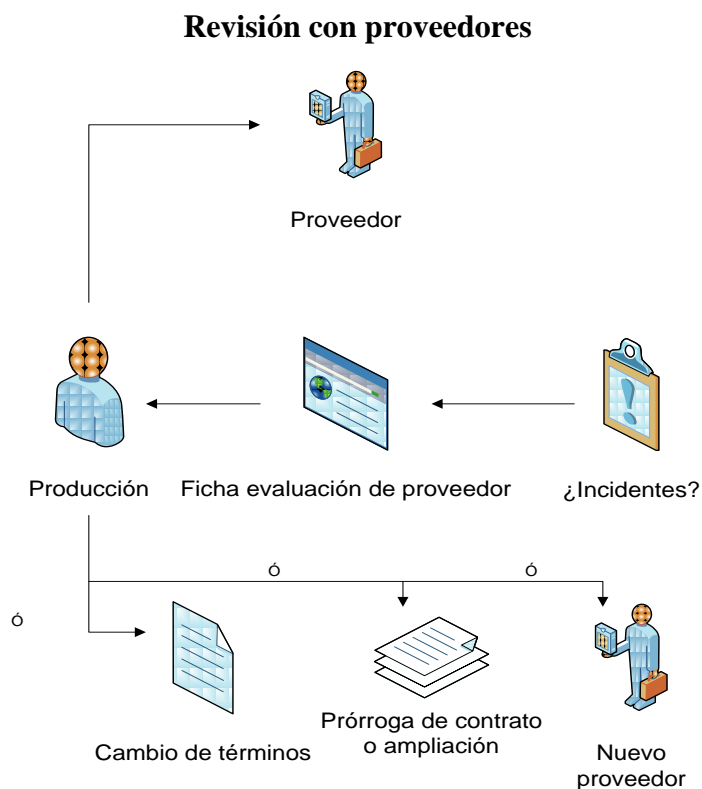 Revisión con proveedores
Proveedor
Producción
Ficha evaluación de proveedor
¿Incidentes?
Ó
Ó
Ó
Cambio de términos
Prórroga de contrato
o ampliación
Nuevo
proveedor